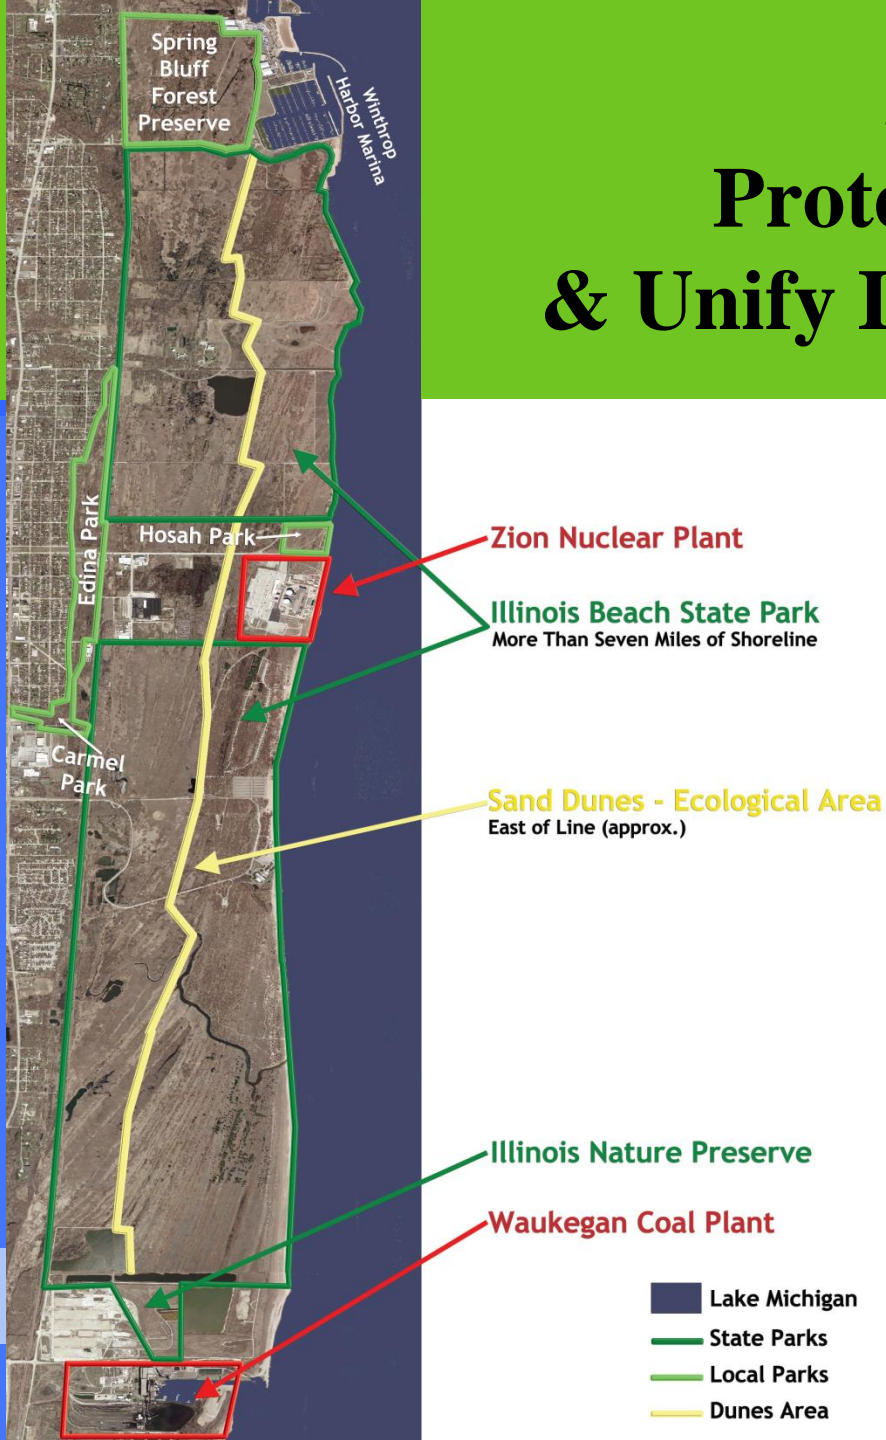 Spring
Bluff
Forest
Preserve
Winthrop
Harbor Marina
& Unify
Edina Park
Hosah Park
Zion Nuclear Plant
Illinois Beach State Park
More Than Seven Miles of Shoreline
Carmel
Park
Sand Dunes - Ecological Area
East of Line (approx.)
Illinois Nature Preserve
Waukegan Coal Plant
Lake Michigan
State Parks
Local Parks
Dunes Area